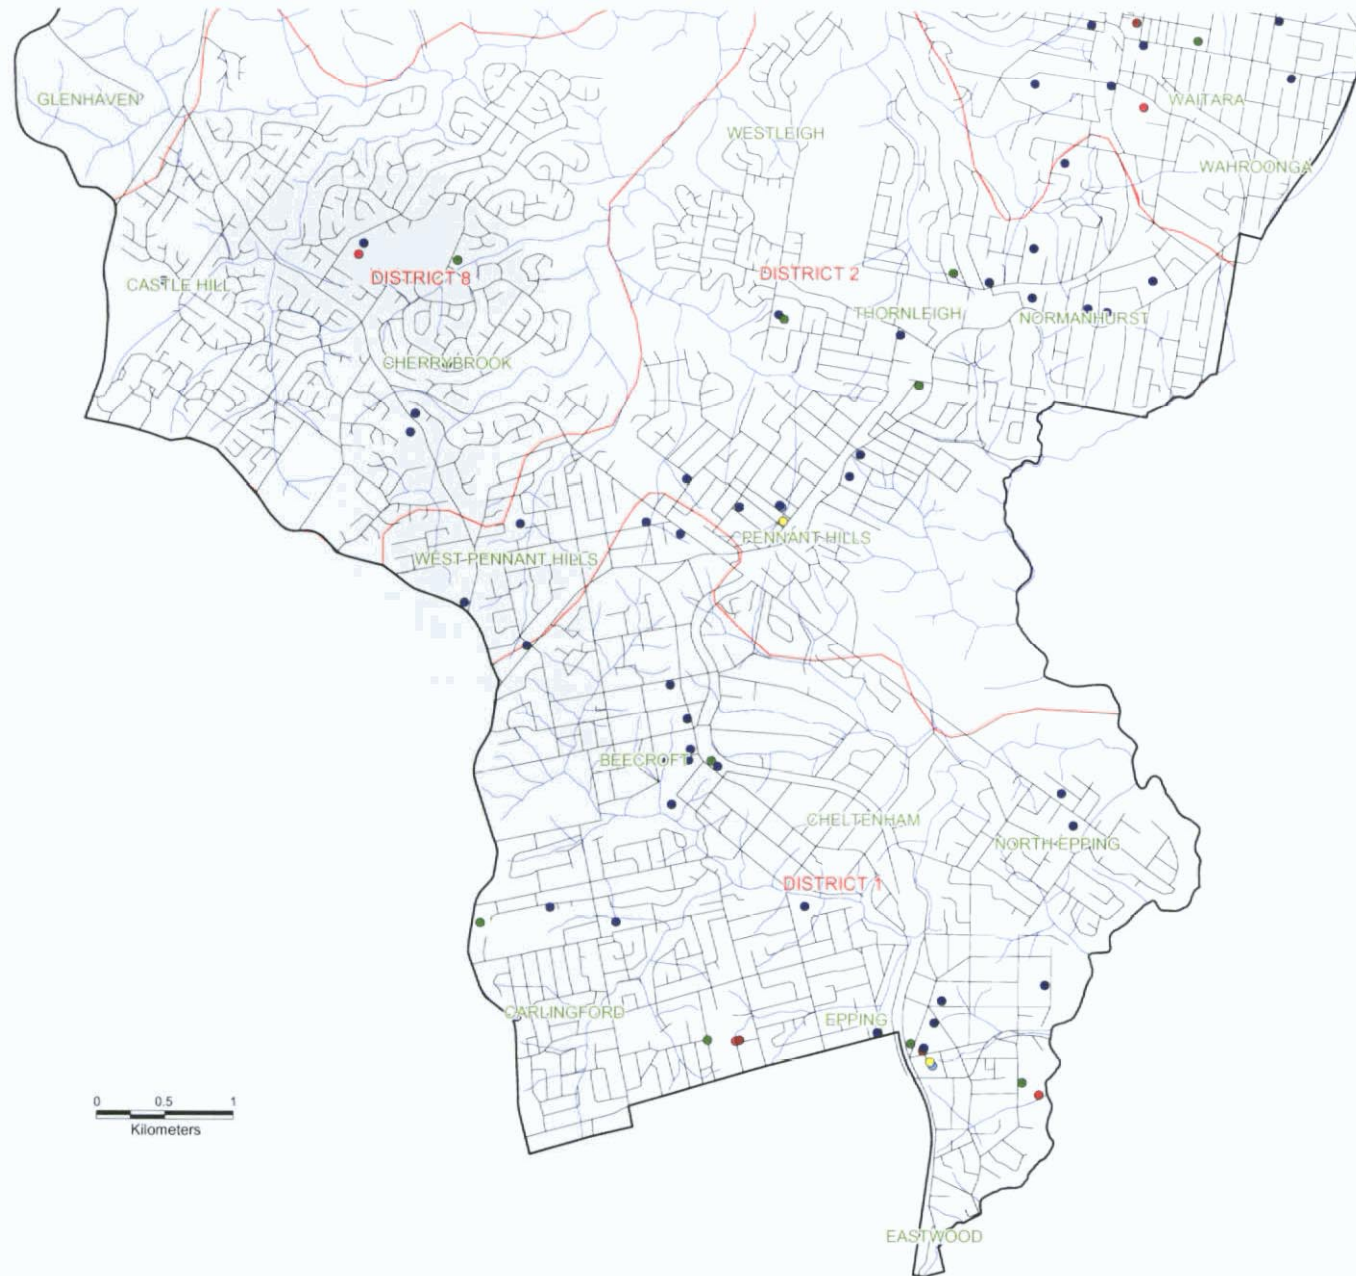 GLENHAVEN
WAITARA
WESTLEIGH
WAHROONGA
DISTRICT 8
DISTRICT 2
CASTLE HILL
THORNLEIGH
NORMANHURST
CHERRYBROOK
PENNANT HILLS
WEST PENNANT HILLS
BEECROFT
CHELTENHAM
NORTH EPPING
DISTRICT 1
CARLINGFORD
EPPING
0 0.5 1
Kilometers
EASTWOOD